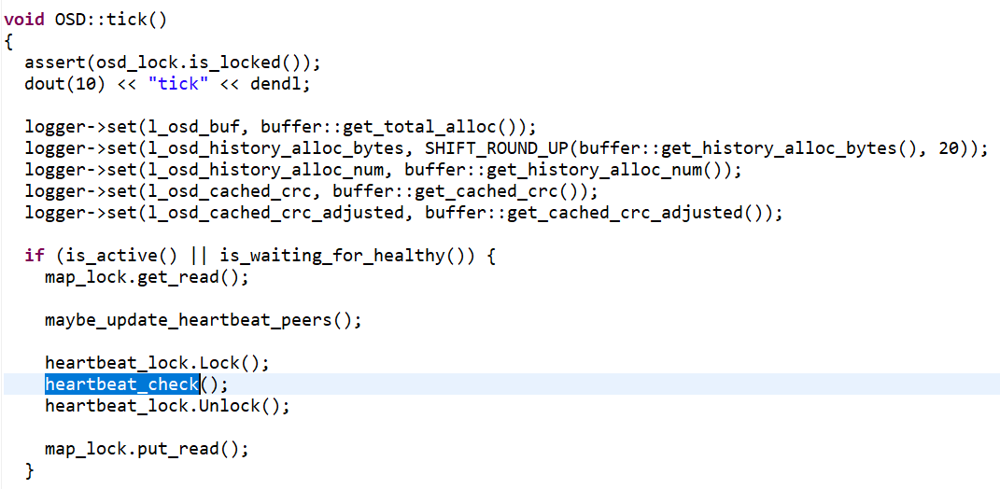 void OSD::tick()
{
  assert(osd_lock.is_locked());
  dout(10) << "tick" << dendl;

  logger->set(l_osd_buf, buffer::get_total_alloc());
  logger->set(l_osd_history_alloc_bytes, SHIFT_ROUND_UP(buffer::get_history_alloc_bytes(), 20));
  logger->set(l_osd_history_alloc_num, buffer::get_history_alloc_num());
  logger->set(l_osd_cached_crc, buffer::get_cached_crc());
  logger->set(l_osd_cached_crc_adjusted, buffer::get_cached_crc_adjusted());

  if (is_active() || is_waiting_for_healthy()) {
    map_lock.get_read();

    maybe_update_heartbeat_peers();

    heartbeat_lock.Lock();
    heartbeat_check();
    heartbeat_lock.Unlock();

    map_lock.put_read();
  }